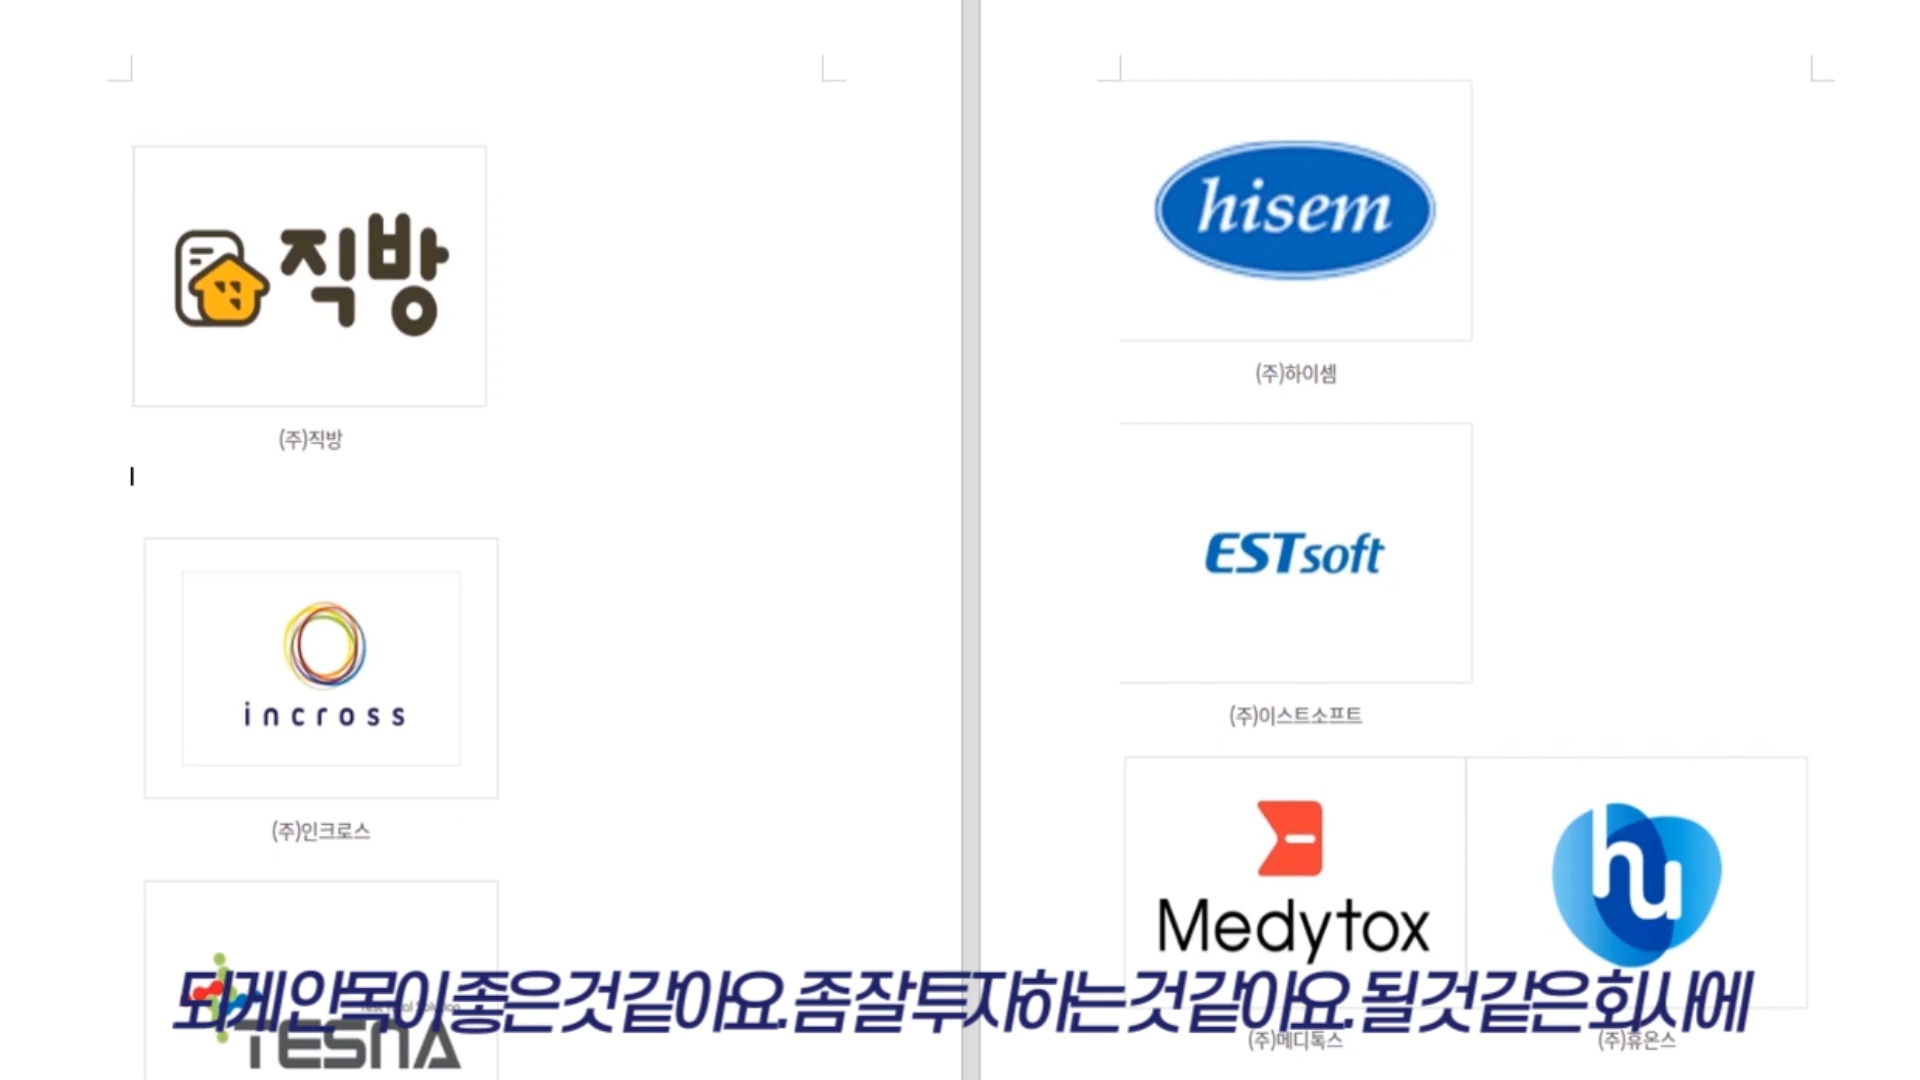 직방
(주)직방
incross
(주)인크로스
TESNA
hisem
(주)하이셈
ESTsoft
(주)이스트소프트
Medytox
hu
(주)메디톡스
(주)휴온스
되게 안목이 좋은 것 같아요. 좀 잘 투자하는 것 같아요. 될 것 같은 회사에